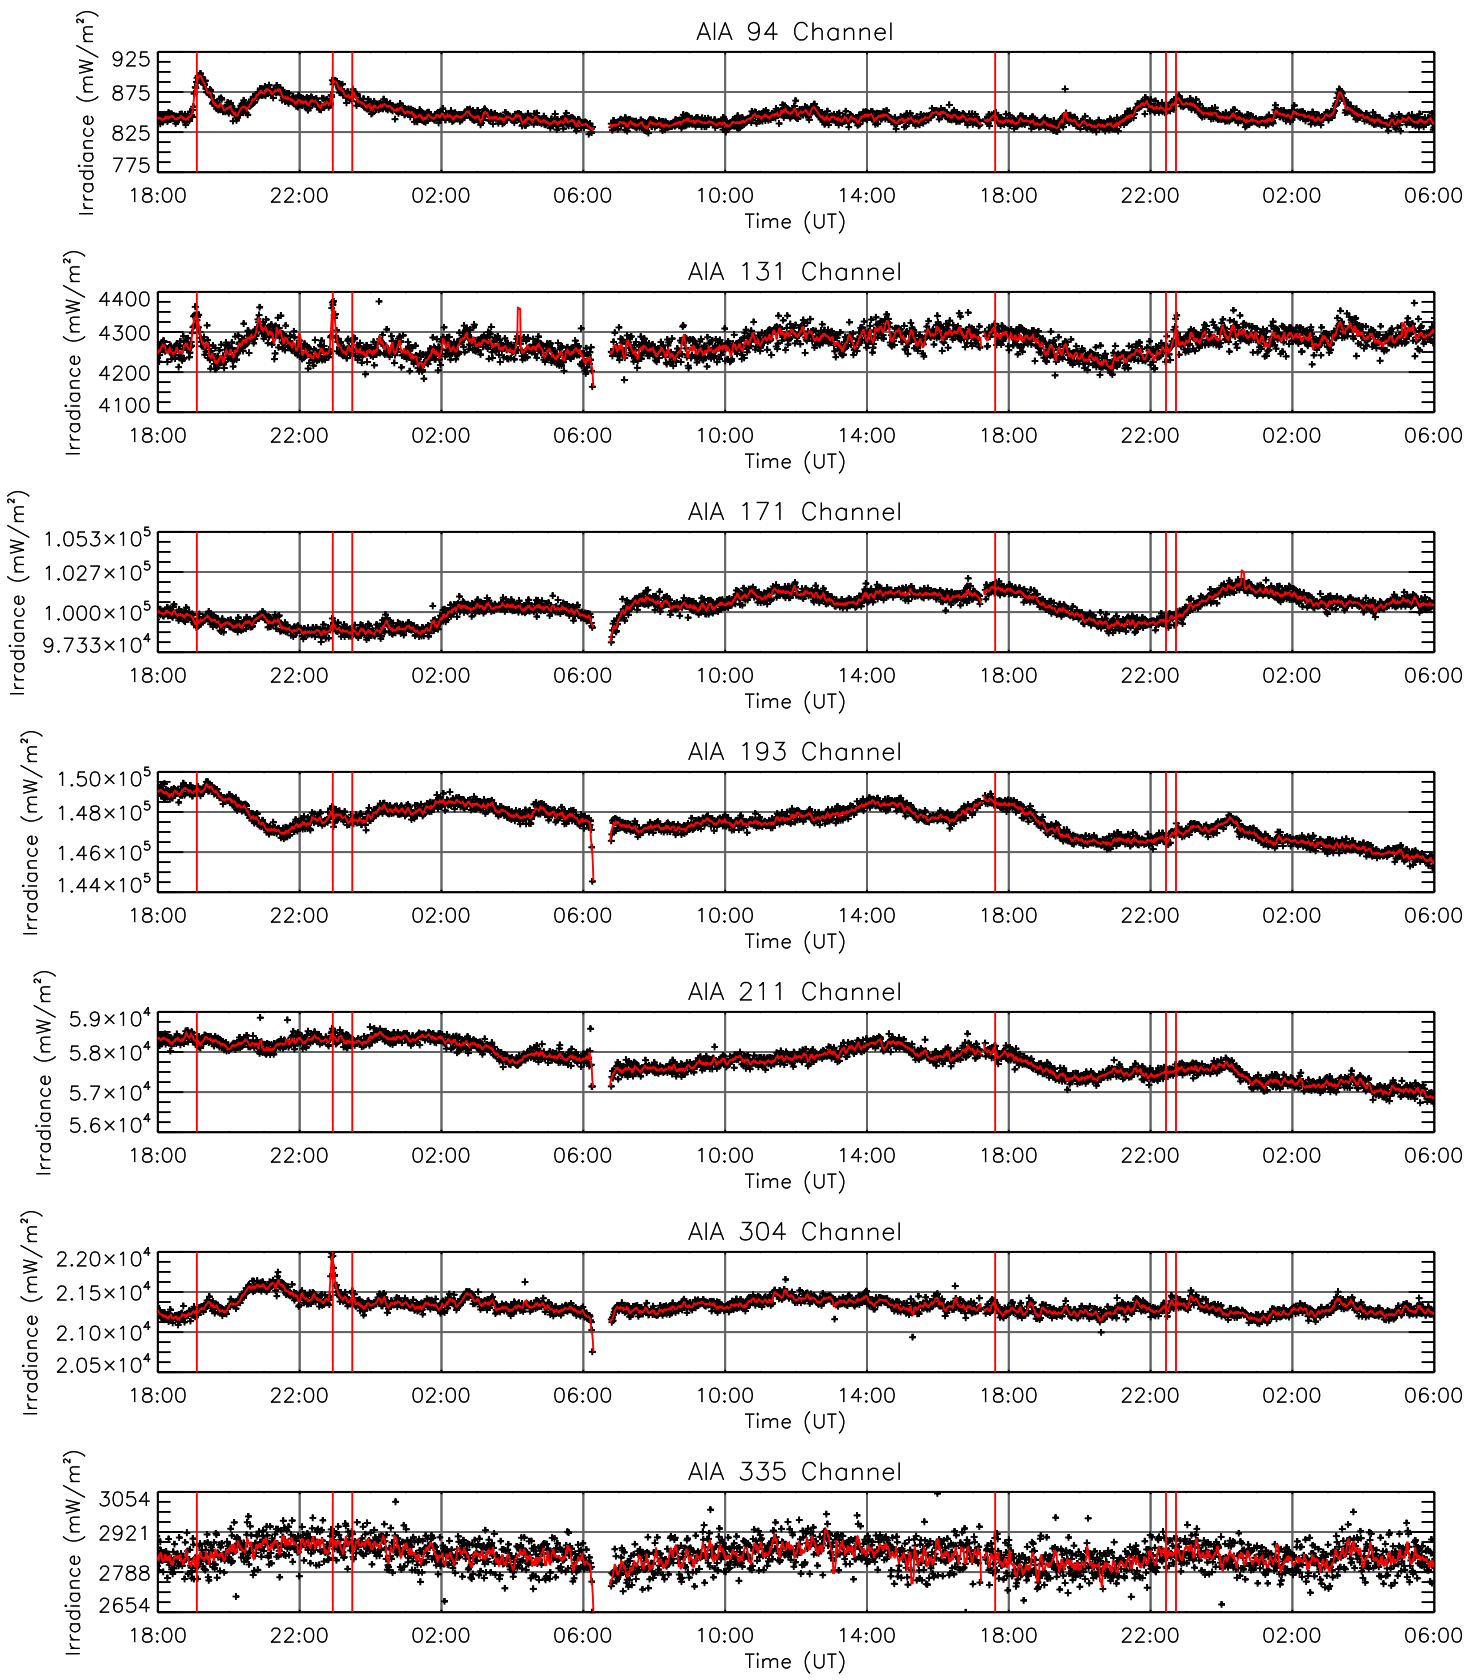 AIA 94 Channel
Irradiance (mW/m²)
925
875
825
775
18:00 22:00 02:00 06:00 10:00 14:00 18:00 22:00 02:00 06:00
Time (UT)
AIA 131 Channel
Irradiance (mW/m²)
4400
4300
4200
4100
18:00 22:00 02:00 06:00 10:00 14:00 18:00 22:00 02:00 06:00
Time (UT)
AIA 171 Channel
Irradiance (mW/m²)
1.053×10⁵
1.027×10⁵
1.000×10⁵
9.733×10⁴
18:00 22:00 02:00 06:00 10:00 14:00 18:00 22:00 02:00 06:00
Time (UT)
AIA 193 Channel
Irradiance (mW/m²)
1.50×10⁵
1.48×10⁵
1.46×10⁵
1.44×10⁵
18:00 22:00 02:00 06:00 10:00 14:00 18:00 22:00 02:00 06:00
Time (UT)
AIA 211 Channel
Irradiance (mW/m²)
5.9×10⁴
5.8×10⁴
5.7×10⁴
5.6×10⁴
18:00 22:00 02:00 06:00 10:00 14:00 18:00 22:00 02:00 06:00
Time (UT)
AIA 304 Channel
Irradiance (mW/m²)
2.20×10⁴
2.15×10⁴
2.10×10⁴
2.05×10⁴
18:00 22:00 02:00 06:00 10:00 14:00 18:00 22:00 02:00 06:00
Time (UT)
AIA 335 Channel
Irradiance (mW/m²)
3054
2921
2788
2654
18:00 22:00 02:00 06:00 10:00 14:00 18:00 22:00 02:00 06:00
Time (UT)